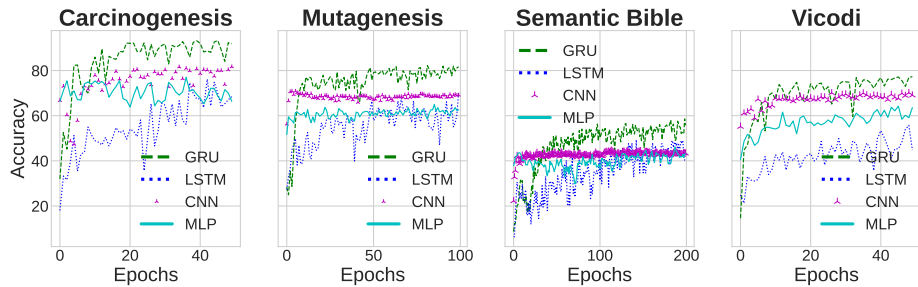 Carcinogenesis
Mutagenesis
Semantic Bible
Vicodi
Accuracy
80
60
40
20
GRU
LSTM
CNN
MLP
0
20
40
Epochs
GRU
LSTM
CNN
MLP
0
50
100
Epochs
GRU
LSTM
CNN
MLP
0
100
200
Epochs
GRU
LSTM
CNN
MLP
0
20
40
Epochs